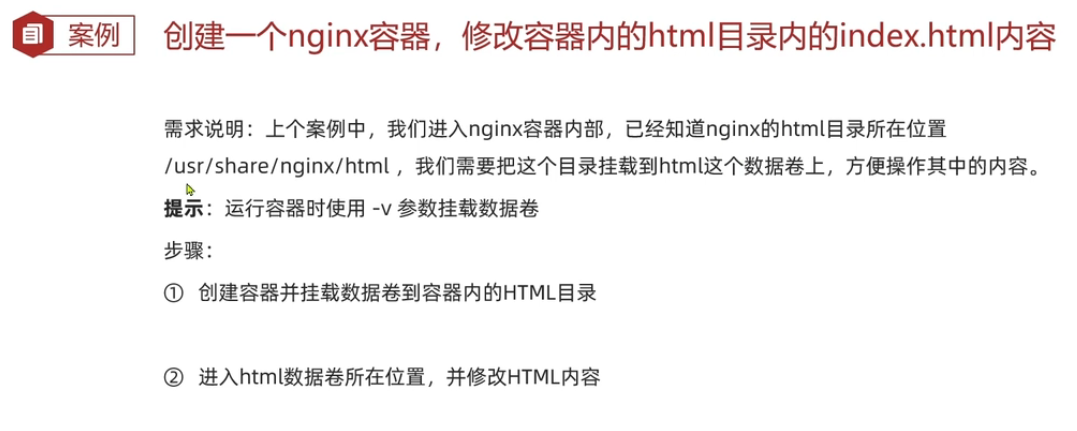 案例
创建一个nginx容器，修改容器内的html目录内的index.html内容
需求说明：上个案例中，我们进入nginx容器内部，已经知道nginx的html目录所在位置
/usr/share/nginx/html ，我们需要把这个目录挂载到html这个数据卷上，方便操作其中的内容。
提示：运行容器时使用 -v 参数挂载数据卷
步骤：
① 创建容器并挂载数据卷到容器内的HTML目录
② 进入html数据卷所在位置，并修改HTML内容